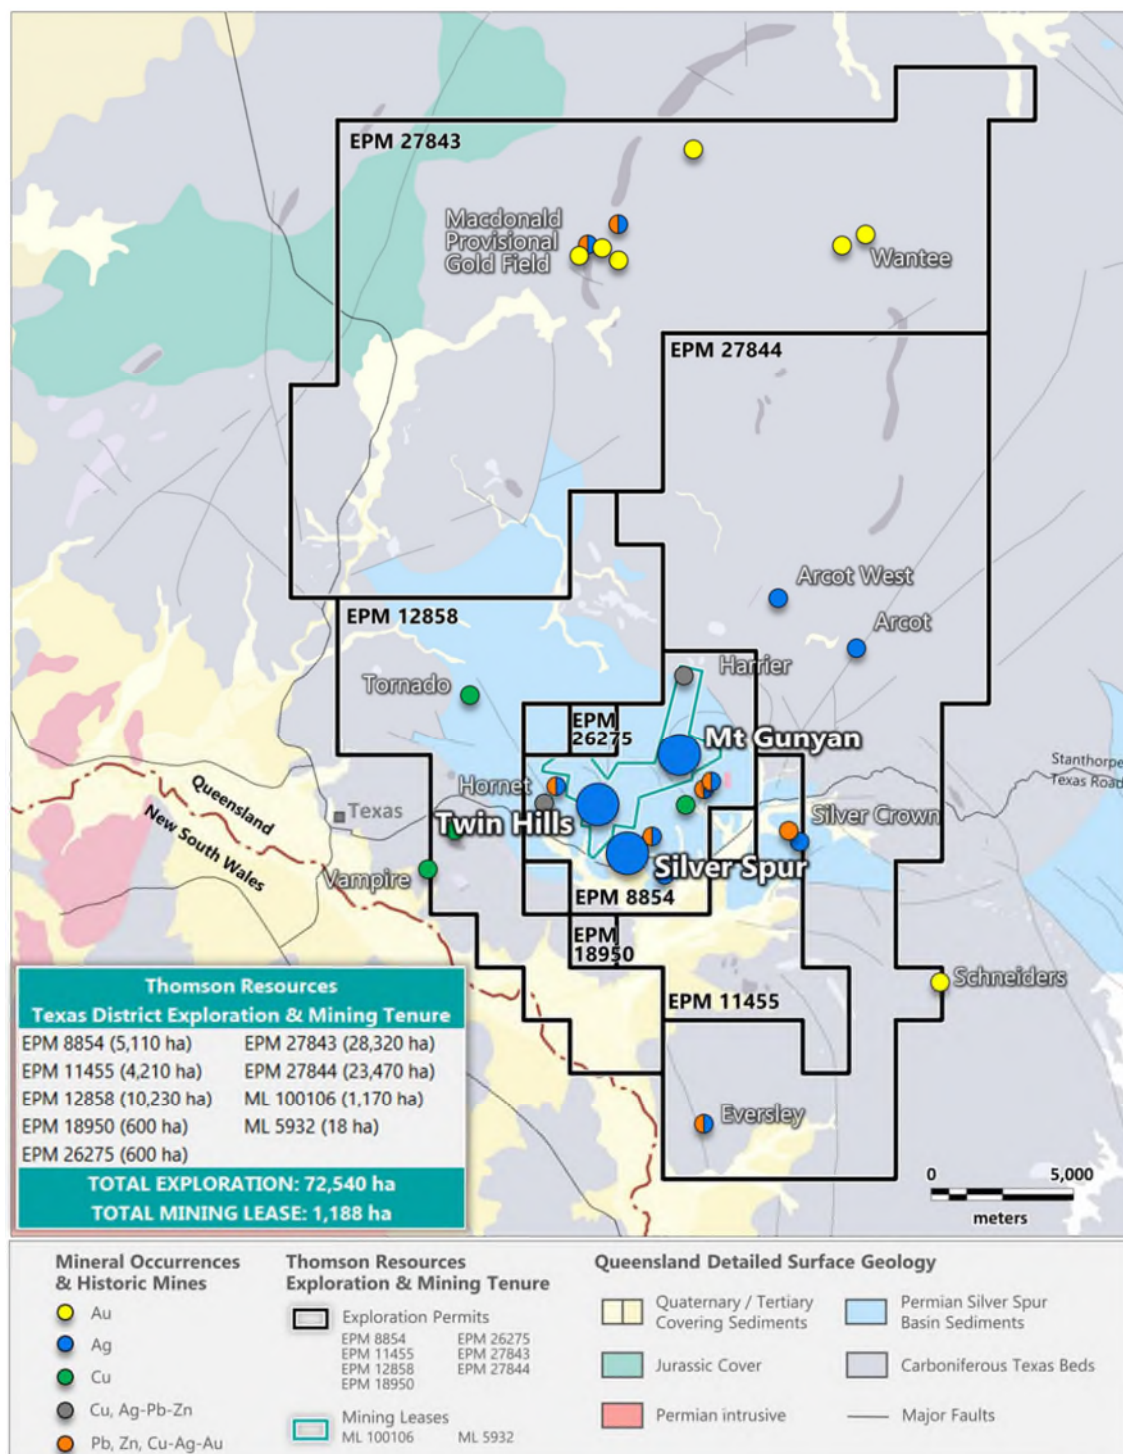 EPM 27843
Macdonald
Provisional
Gold Field
Wantee
EPM 27844
Arcot West
EPM 12858
Arcot
Harrier
Tornado
EPM
26275
Mt Gunyan
Stanthorpe
Texas Road
Queensland
New South Wales
Hornet
Texas
Twin Hills
Silver Crown
Silver Spur
Vampire
EPM 8854
EPM
18950
Schneiders
EPM 11455
Eversley
Thomson Resources
Texas District Exploration & Mining Tenure
EPM 8854 (5,110 ha) EPM 27843 (28,320 ha)
EPM 11455 (4,210 ha) EPM 27844 (23,470 ha)
EPM 12858 (10,230 ha) ML 100106 (1,170 ha)
EPM 18950 (600 ha) ML 5932 (18 ha)
EPM 26275 (600 ha)
TOTAL EXPLORATION: 72,540 ha
TOTAL MINING LEASE: 1,188 ha
0 5,000
meters
Mineral Occurrences
& Historic Mines
Au
Ag
Cu
Cu, Ag-Pb-Zn
Pb, Zn, Cu-Ag-Au
Thomson Resources
Exploration & Mining Tenure
Exploration Permits
EPM 8854 EPM 26275
EPM 11455 EPM 27843
EPM 12858 EPM 27844
EPM 18950
Mining Leases
ML 100106 ML 5932
Queensland Detailed Surface Geology
Quaternary / Tertiary
Covering Sediments
Permian Silver Spur
Basin Sediments
Jurassic Cover
Carboniferous Texas Beds
Permian intrusive
Major Faults